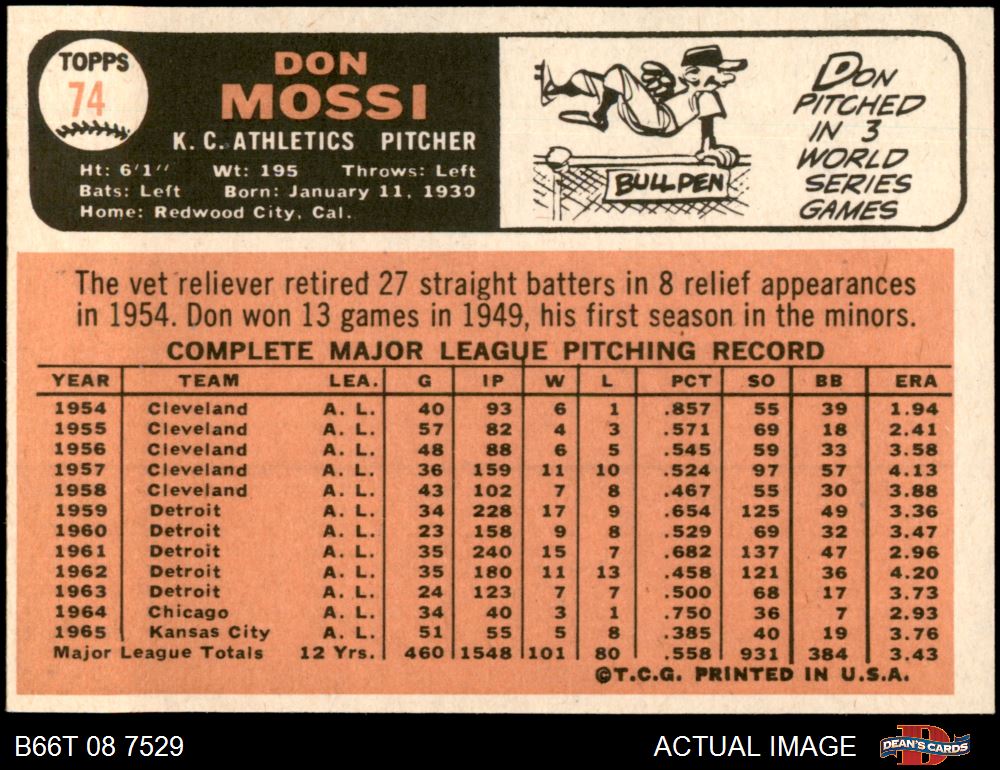 TOPPS
74
DON
MOSSI
K. C. ATHLETICS PITCHER
Ht: 6'1" Wt: 195 Throws: Left
Bats: Left Born: January 11, 1930
Home: Redwood City, Cal.
BULLPEN
DON
PITCHED
IN 3
WORLD
SERIES
GAMES
The vet reliever retired 27 straight batters in 8 relief appearances
in 1954. Don won 13 games in 1949, his first season in the minors.
COMPLETE MAJOR LEAGUE PITCHING RECORD
YEAR TEAM LEA. G IP W L PCT SO BB ERA
1954 Cleveland A. L. 40 93 6 1 .857 55 39 1.94
1955 Cleveland A. L. 57 82 4 3 .571 69 18 2.41
1956 Cleveland A. L. 48 88 6 5 .545 59 33 3.58
1957 Cleveland A. L. 36 159 11 10 .524 97 57 4.13
1958 Cleveland A. L. 43 102 7 8 .467 55 30 3.88
1959 Detroit A. L. 34 228 17 9 .654 125 49 3.36
1960 Detroit A. L. 23 158 9 8 .529 69 32 3.47
1961 Detroit A. L. 35 240 15 7 .682 137 47 2.96
1962 Detroit A. L. 35 180 11 13 .458 121 36 4.20
1963 Detroit A. L. 24 123 7 7 .500 68 17 3.73
1964 Chicago A. L. 34 40 3 1 .750 36 7 2.93
1965 Kansas City A. L. 51 55 5 8 .385 40 19 3.76
Major League Totals 12 Yrs. 460 1548 101 80 .558 931 384 3.43
©T.C.G. PRINTED IN U.S.A.
B66T 08 7529 ACTUAL IMAGE DEAN'S CARDS